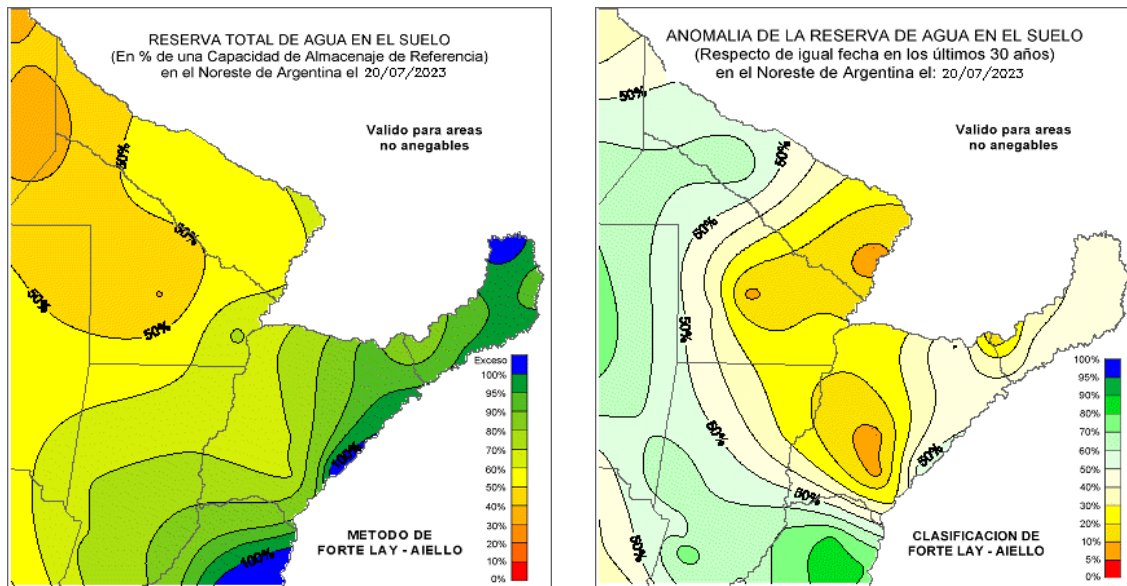 RESERVA TOTAL DE AGUA EN EL SUELO
(En % de una Capacidad de Almacenaje de Referencia)
en el Noreste de Argentina el 20/07/2023
Valido para areas
no anegables
50%
50%
50%
50%
100%
100%
Exceso
100%
95%
90%
80%
70%
60%
50%
40%
30%
20%
10%
0%
METODO DE
FORTE LAY - AIELLO
ANOMALIA DE LA RESERVA DE AGUA EN EL SUELO
(Respecto de igual fecha en los últimos 30 años)
en el Noreste de Argentina el: 20/07/2023
Valido para areas
no anegables
50%
50%
50%
50%
50%
50%
50%
50%
100%
95%
90%
80%
70%
60%
50%
40%
30%
20%
10%
5%
0%
CLASIFICACION DE
FORTE LAY - AIELLO